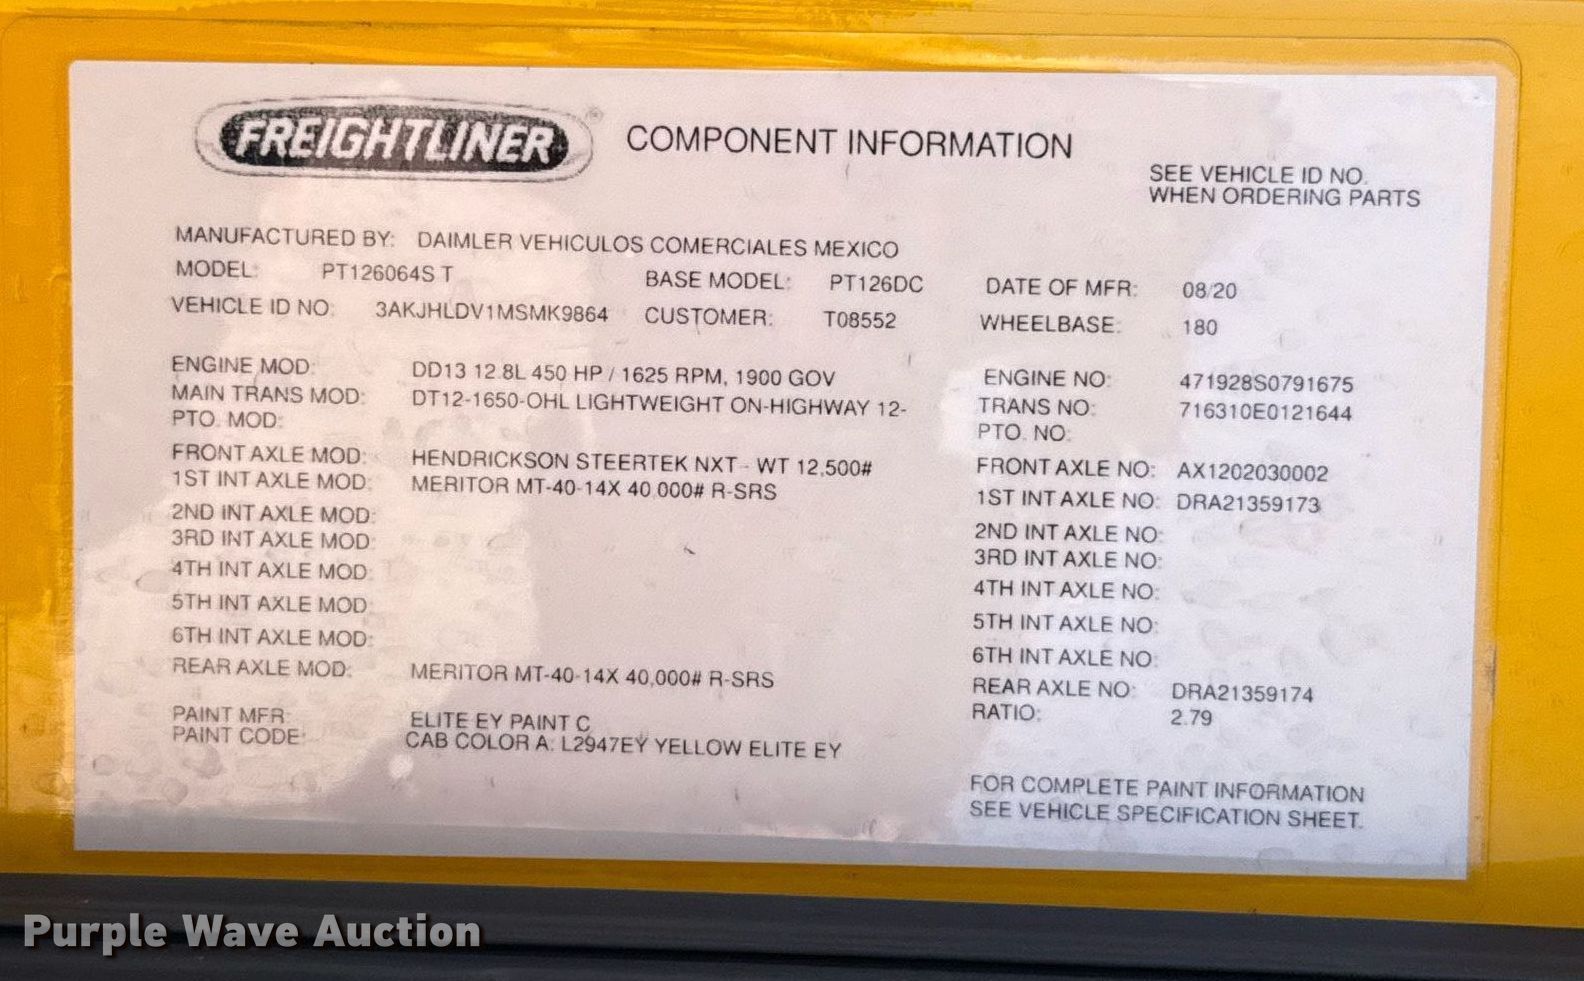 FREIGHTLINER ® COMPONENT INFORMATION
SEE VEHICLE ID NO.
WHEN ORDERING PARTS
MANUFACTURED BY: DAIMLER VEHICULOS COMERCIALES MEXICO
MODEL: PT126064S T BASE MODEL: PT126DC DATE OF MFR: 08/20
VEHICLE ID NO: 3AKJHLDV1MSMK9864 CUSTOMER: T08552 WHEELBASE: 180
ENGINE MOD: DD13 12.8L 450 HP / 1625 RPM, 1900 GOV ENGINE NO: 471928S0791675
MAIN TRANS MOD: DT12-1650-OHL LIGHTWEIGHT ON-HIGHWAY 12- TRANS NO: 716310E0121644
PTO. MOD: PTO. NO:
FRONT AXLE MOD: HENDRICKSON STEERTEK NXT - WT 12,500# FRONT AXLE NO: AX1202030002
1ST INT AXLE MOD: MERITOR MT-40-14X 40,000# R-SRS 1ST INT AXLE NO: DRA21359173
2ND INT AXLE MOD: 2ND INT AXLE NO:
3RD INT AXLE MOD: 3RD INT AXLE NO:
4TH INT AXLE MOD: 4TH INT AXLE NO:
5TH INT AXLE MOD: 5TH INT AXLE NO:
6TH INT AXLE MOD: 6TH INT AXLE NO:
REAR AXLE MOD: MERITOR MT-40-14X 40,000# R-SRS REAR AXLE NO: DRA21359174
RATIO: 2.79
PAINT MFR: ELITE EY PAINT C
PAINT CODE: CAB COLOR A: L2947EY YELLOW ELITE EY
FOR COMPLETE PAINT INFORMATION
SEE VEHICLE SPECIFICATION SHEET.
Purple Wave Auction